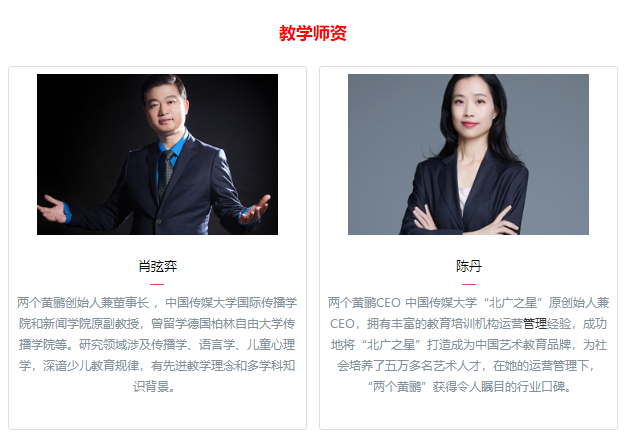 教学师资
肖弦弈
两个黄鹂创始人兼董事长 ，中国传媒大学国际传播学
院和新闻学院原副教授，曾留学德国柏林自由大学传
播学院等。研究领域涉及传播学、语言学、儿童心理
学，深谙少儿教育规律，有先进教学理念和多学科知
识背景。
陈丹
两个黄鹂CEO 中国传媒大学“北广之星”原创始人兼
CEO，拥有丰富的教育培训机构运营管理经验，成功
地将“北广之星”打造成为中国艺术教育品牌，为社
会培养了五万多名艺术人才，在她的运营管理下，
“两个黄鹂”获得令人瞩目的行业口碑。